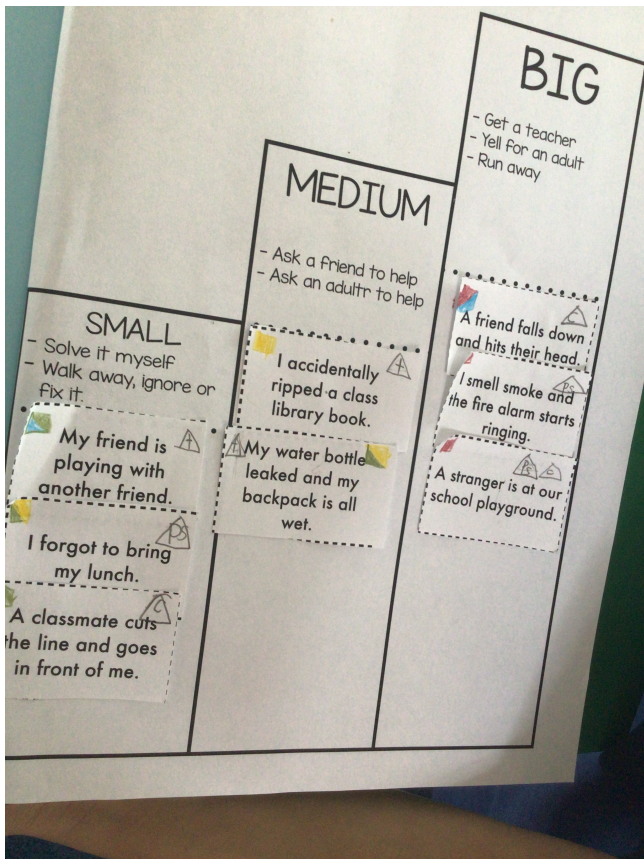 SMALL
- Solve it myself
- Walk away, ignore or
fix it.
My friend is
playing with
another friend.
t
I forgot to bring
my lunch.
PS
A classmate cuts
the line and goes
in front of me.
C
MEDIUM
- Ask a friend to help
- Ask an adultr to help
I accidentally
ripped a class
library book.
t
t
My water bottle
leaked and my
backpack is all
wet.
BIG
- Get a teacher
- Yell for an adult
- Run away
A friend falls down
and hits their head.
C
I smell smoke and
the fire alarm starts
ringing.
PS
A stranger is at our
school playground.
PS